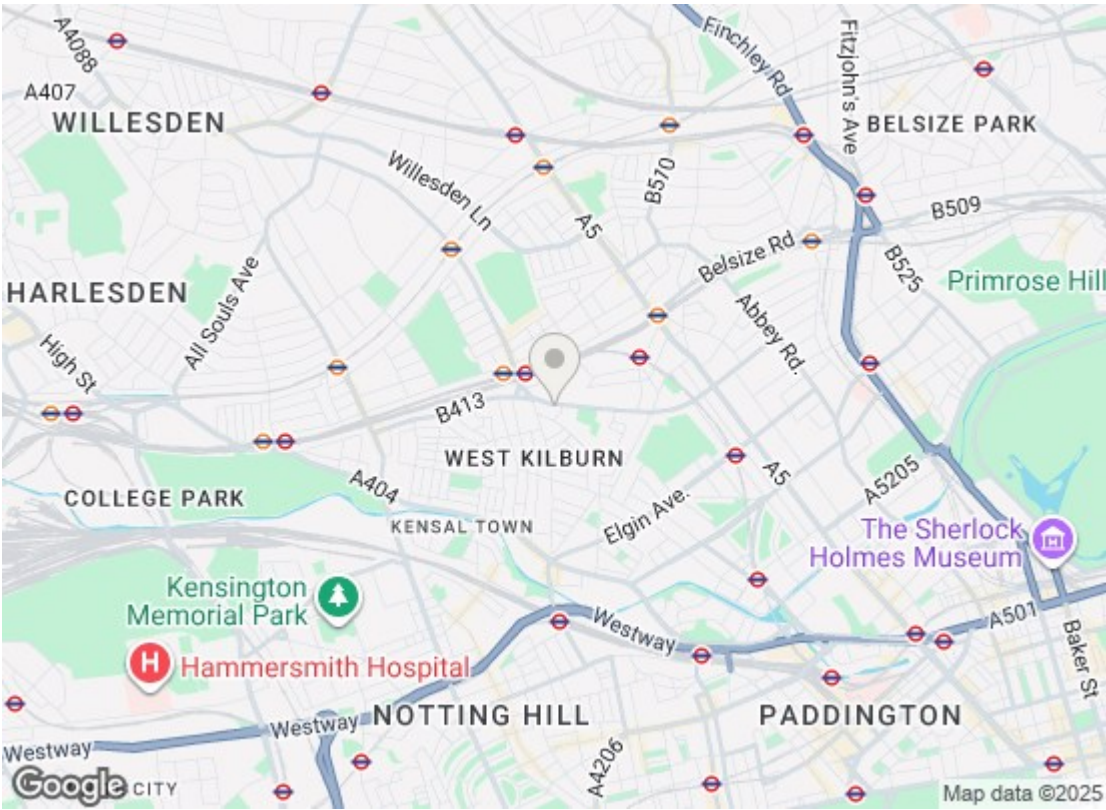 A4088
Finchley Rd
Fitzjohn's Ave
A407
WILLESDEN
BELSIZE PARK
Willesden Ln
B570
A5
B509
Belsize Rd
B525
All Souls Ave
HARLESDEN
Primrose Hill
Abbey Rd.
High St
B413
WEST KILBURN
A5
A404
A5205
COLLEGE PARK
Elgin Ave.
KENSAL TOWN
The Sherlock
Holmes Museum
Kensington
Memorial Park
Westway
A501
H Hammersmith Hospital
Baker St
Westway
NOTTING HILL
PADDINGTON
Westway
A206
Google
CITY
Map data ©2025